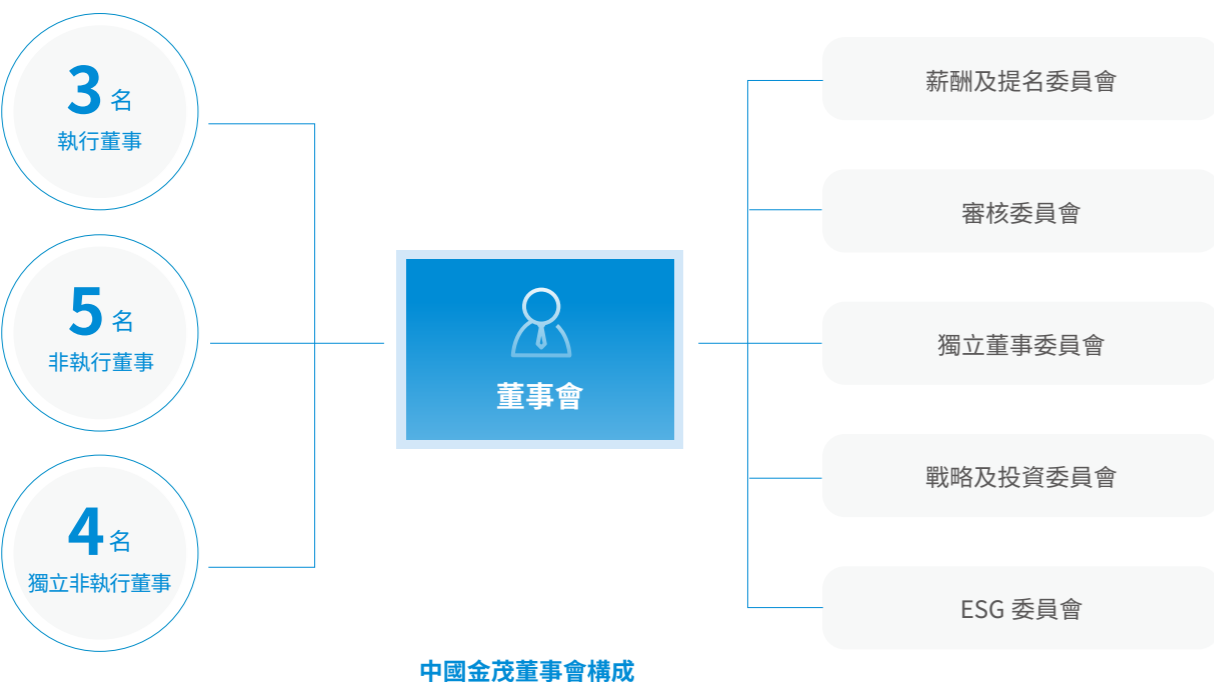 3 名
執行董事
5 名
非執行董事
4 名
獨立非執行董事
董事會
薪酬及提名委員會
審核委員會
獨立董事委員會
戰略及投資委員會
ESG 委員會
中國金茂董事會構成